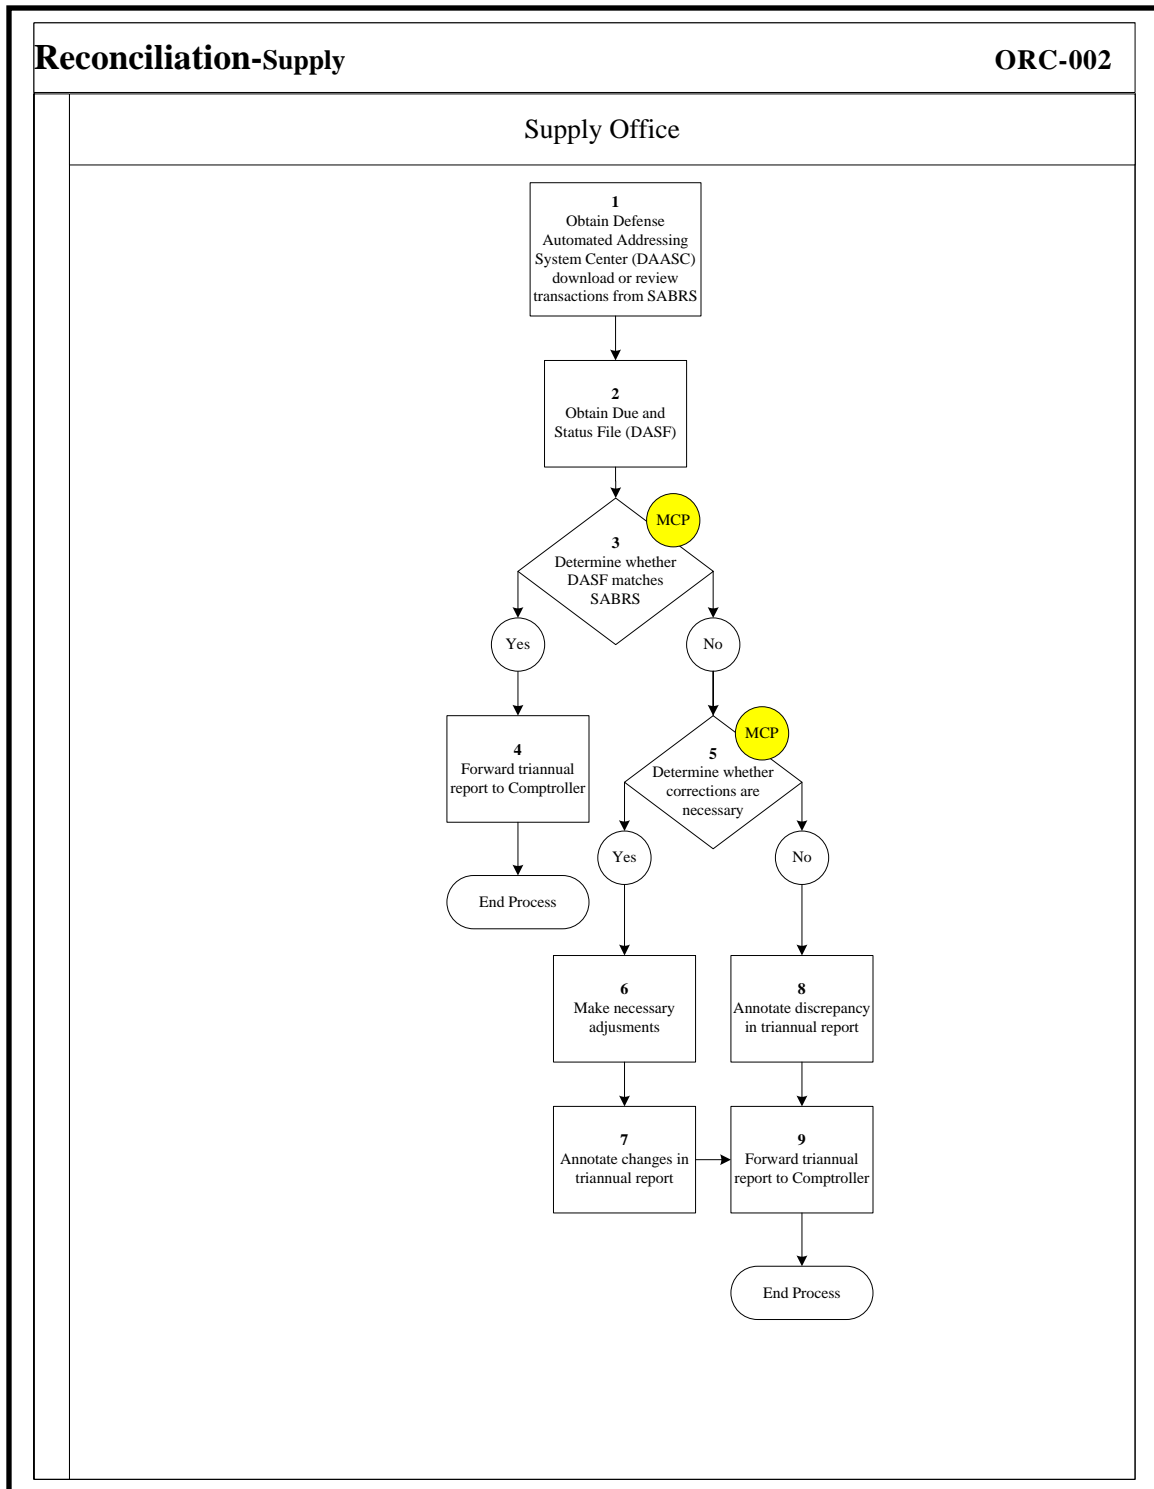 Reconciliation-Supply ORC-002
Supply Office
1
Obtain Defense
Automated Addressing
System Center (DAASC)
download or review
transactions from SABRS
2
Obtain Due and
Status File (DASF)
MCP
3
Determine whether
DASF matches
SABRS
Yes
No
4
Forward triannual
report to Comptroller
MCP
5
Determine whether
corrections are
necessary
Yes
No
End Process
6
Make necessary
adjusments
8
Annotate discrepancy
in triannual report
7
Annotate changes in
triannual report
9
Forward triannual
report to Comptroller
End Process